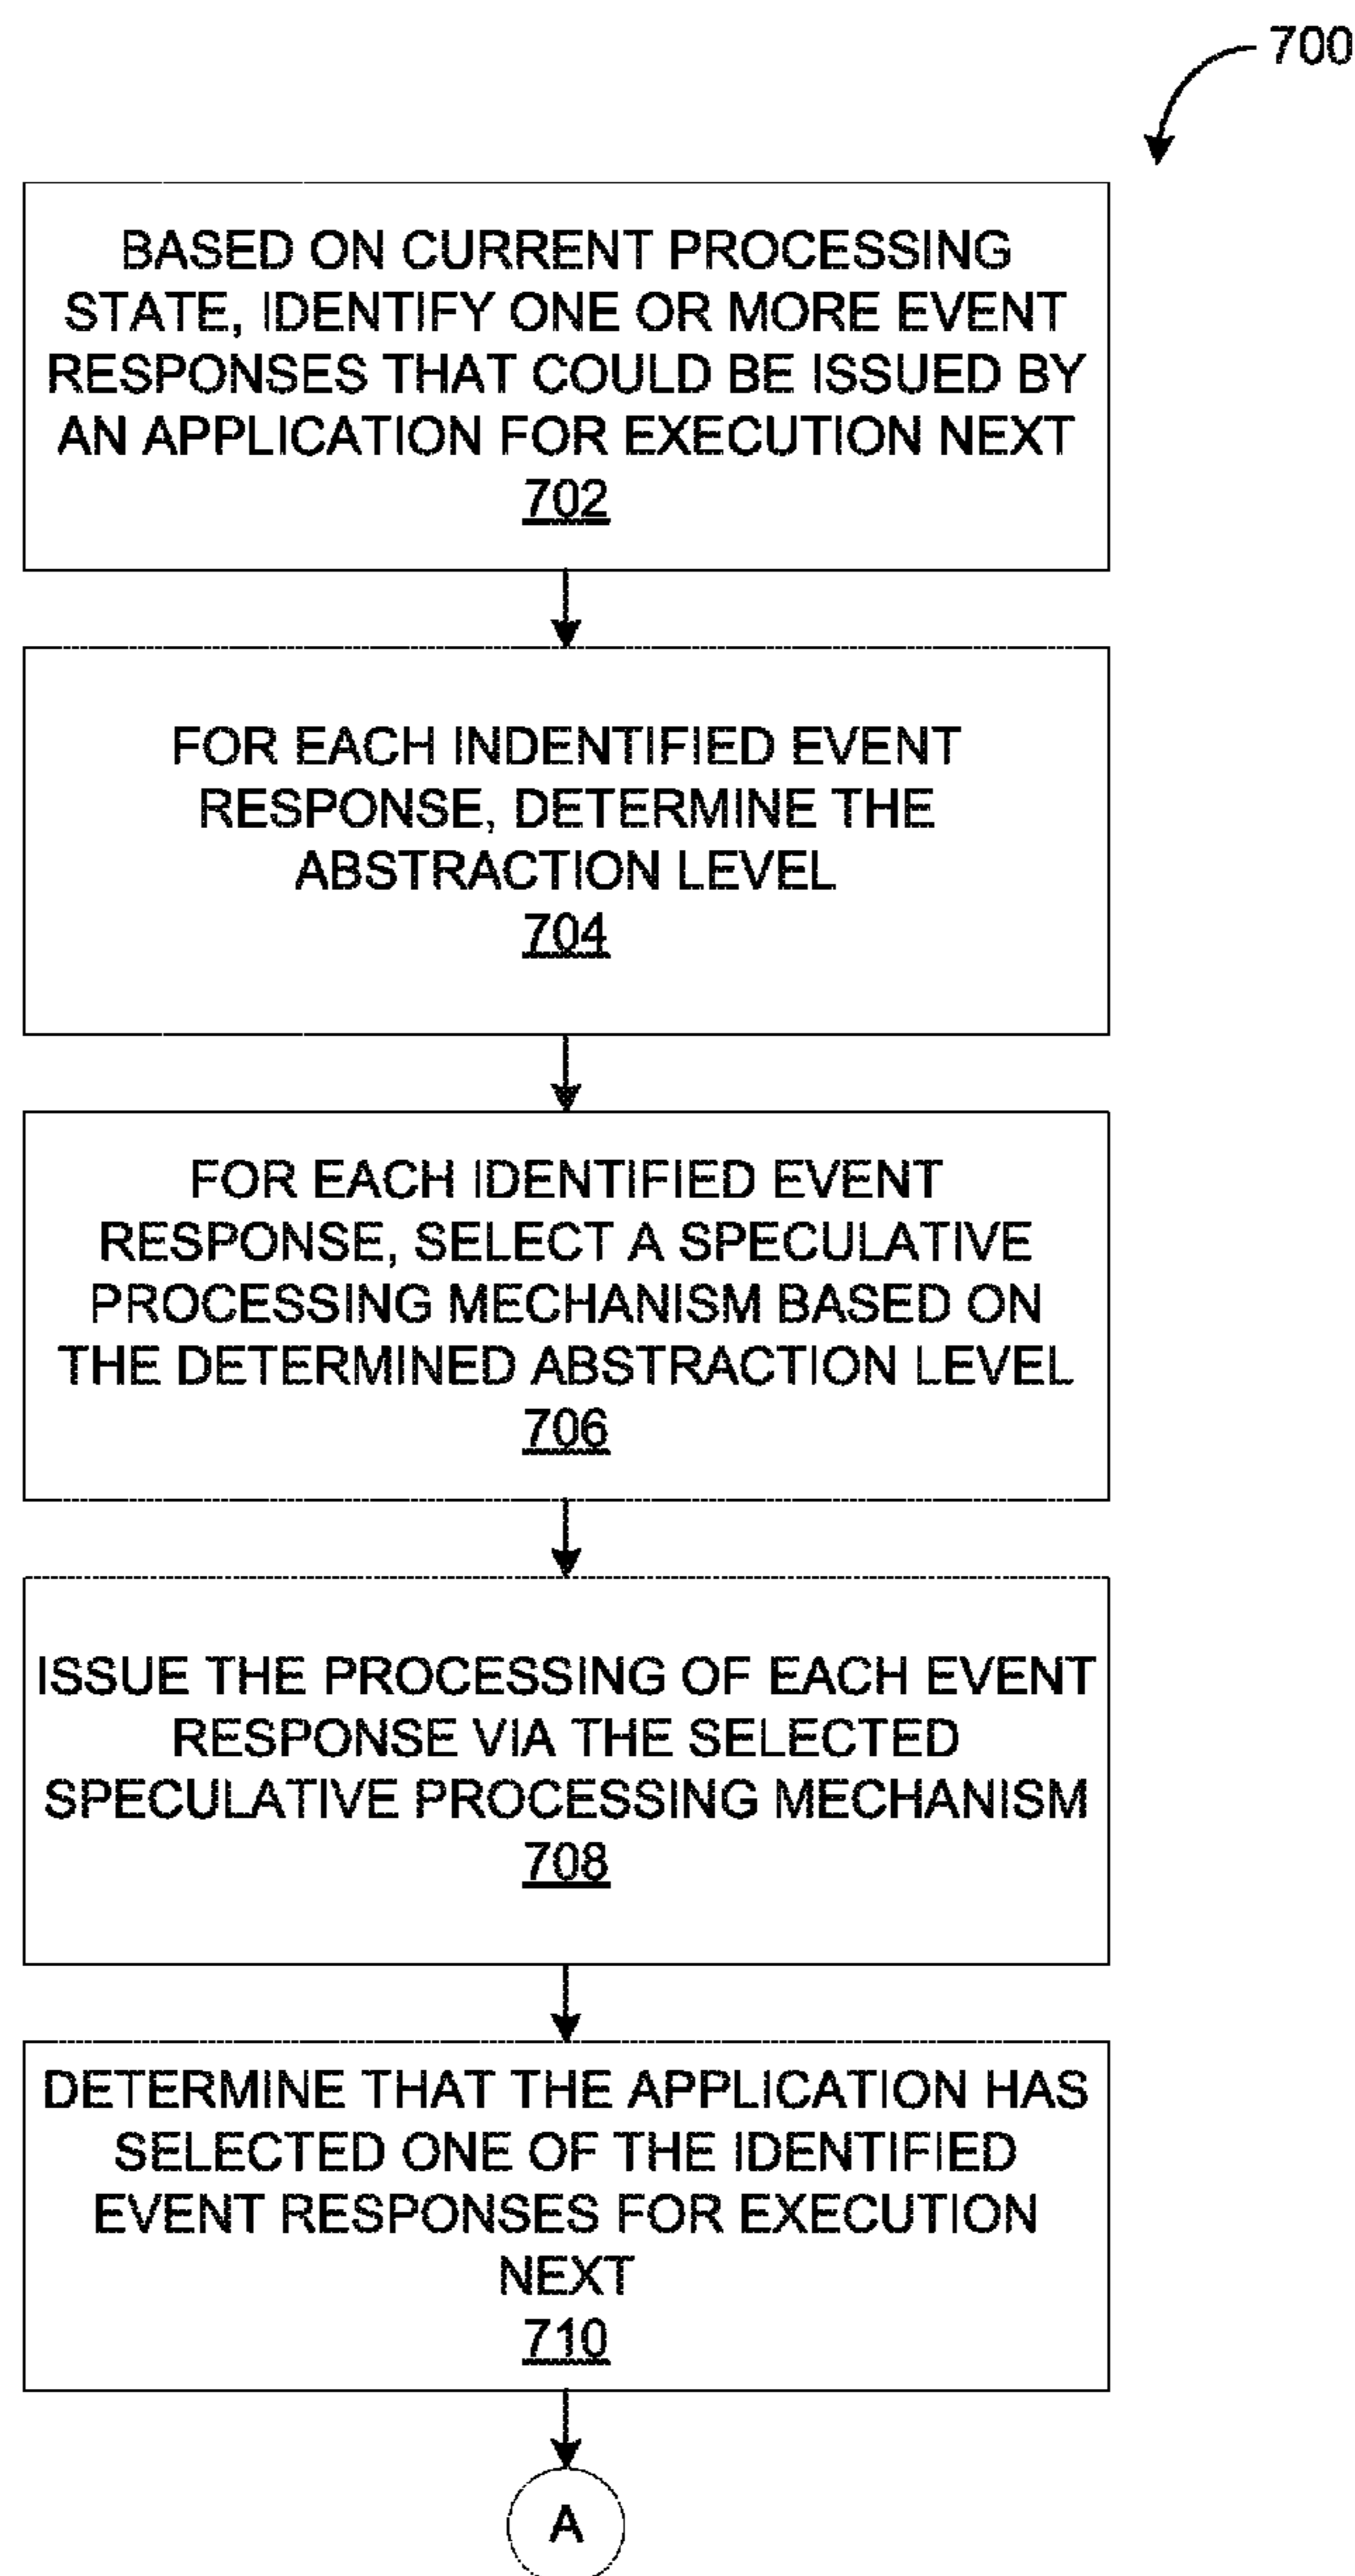 700
BASED ON CURRENT PROCESSING
STATE, IDENTIFY ONE OR MORE EVENT
RESPONSES THAT COULD BE ISSUED BY
AN APPLICATION FOR EXECUTION NEXT
702
FOR EACH INDENTIFIED EVENT
RESPONSE, DETERMINE THE
ABSTRACTION LEVEL
704
FOR EACH IDENTIFIED EVENT
RESPONSE, SELECT A SPECULATIVE
PROCESSING MECHANISM BASED ON
THE DETERMINED ABSTRACTION LEVEL
706
ISSUE THE PROCESSING OF EACH EVENT
RESPONSE VIA THE SELECTED
SPECULATIVE PROCESSING MECHANISM
708
DETERMINE THAT THE APPLICATION HAS
SELECTED ONE OF THE IDENTIFIED
EVENT RESPONSES FOR EXECUTION
NEXT
710
A